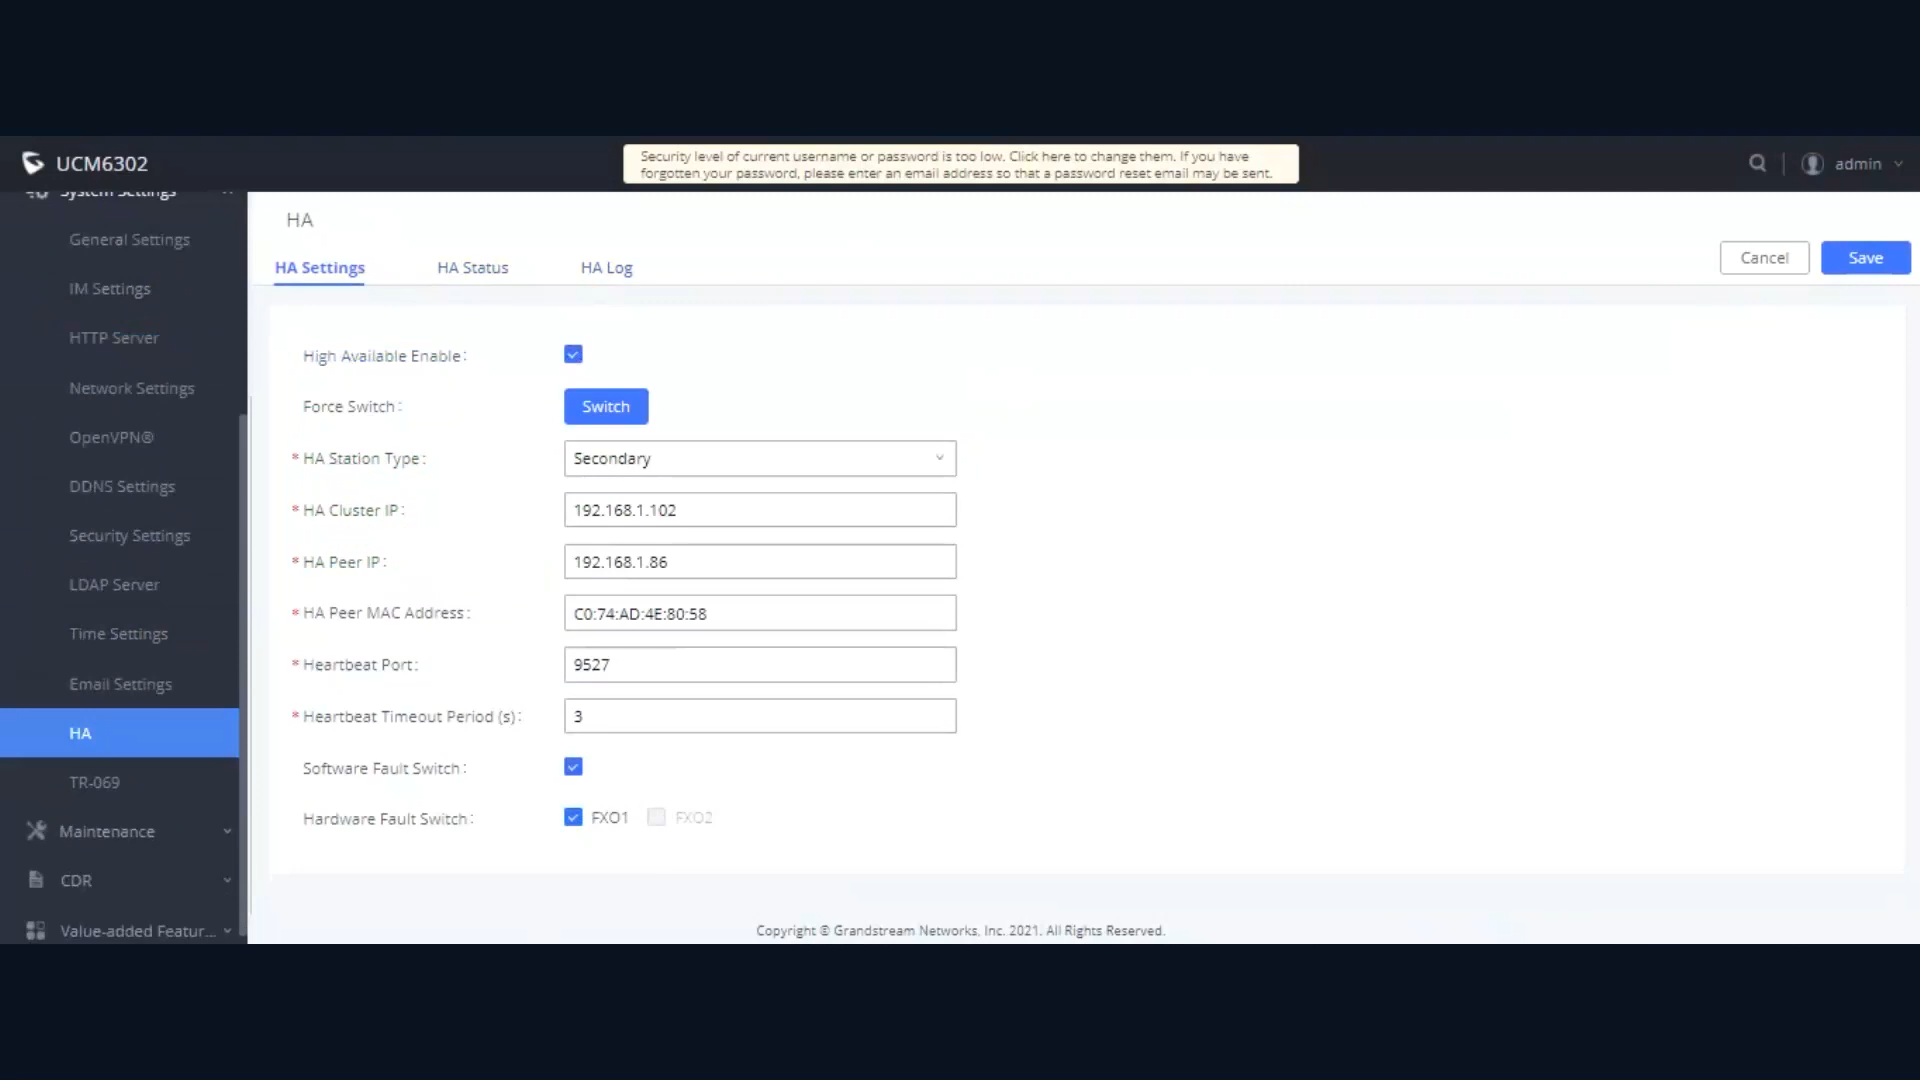 UCM6302
Security level of current username or password is too low. Click here to change them. If you have
forgotten your password, please enter an email address so that a password reset email may be sent.
admin
System Settings
General Settings
IM Settings
HTTP Server
Network Settings
OpenVPN®
DDNS Settings
Security Settings
LDAP Server
Time Settings
Email Settings
HA
TR-069
Maintenance
CDR
Value-added Featur...
HA
HA Settings
HA Status
HA Log
Cancel
Save
High Available Enable:
Force Switch:
Switch
* HA Station Type:
Secondary
* HA Cluster IP:
192.168.1.102
* HA Peer IP:
192.168.1.86
* HA Peer MAC Address:
C0:74:AD:4E:80:58
* Heartbeat Port:
9527
* Heartbeat Timeout Period (s):
3
Software Fault Switch:
Hardware Fault Switch:
FXO1
FXO2
Copyright © Grandstream Networks, Inc. 2021. All Rights Reserved.